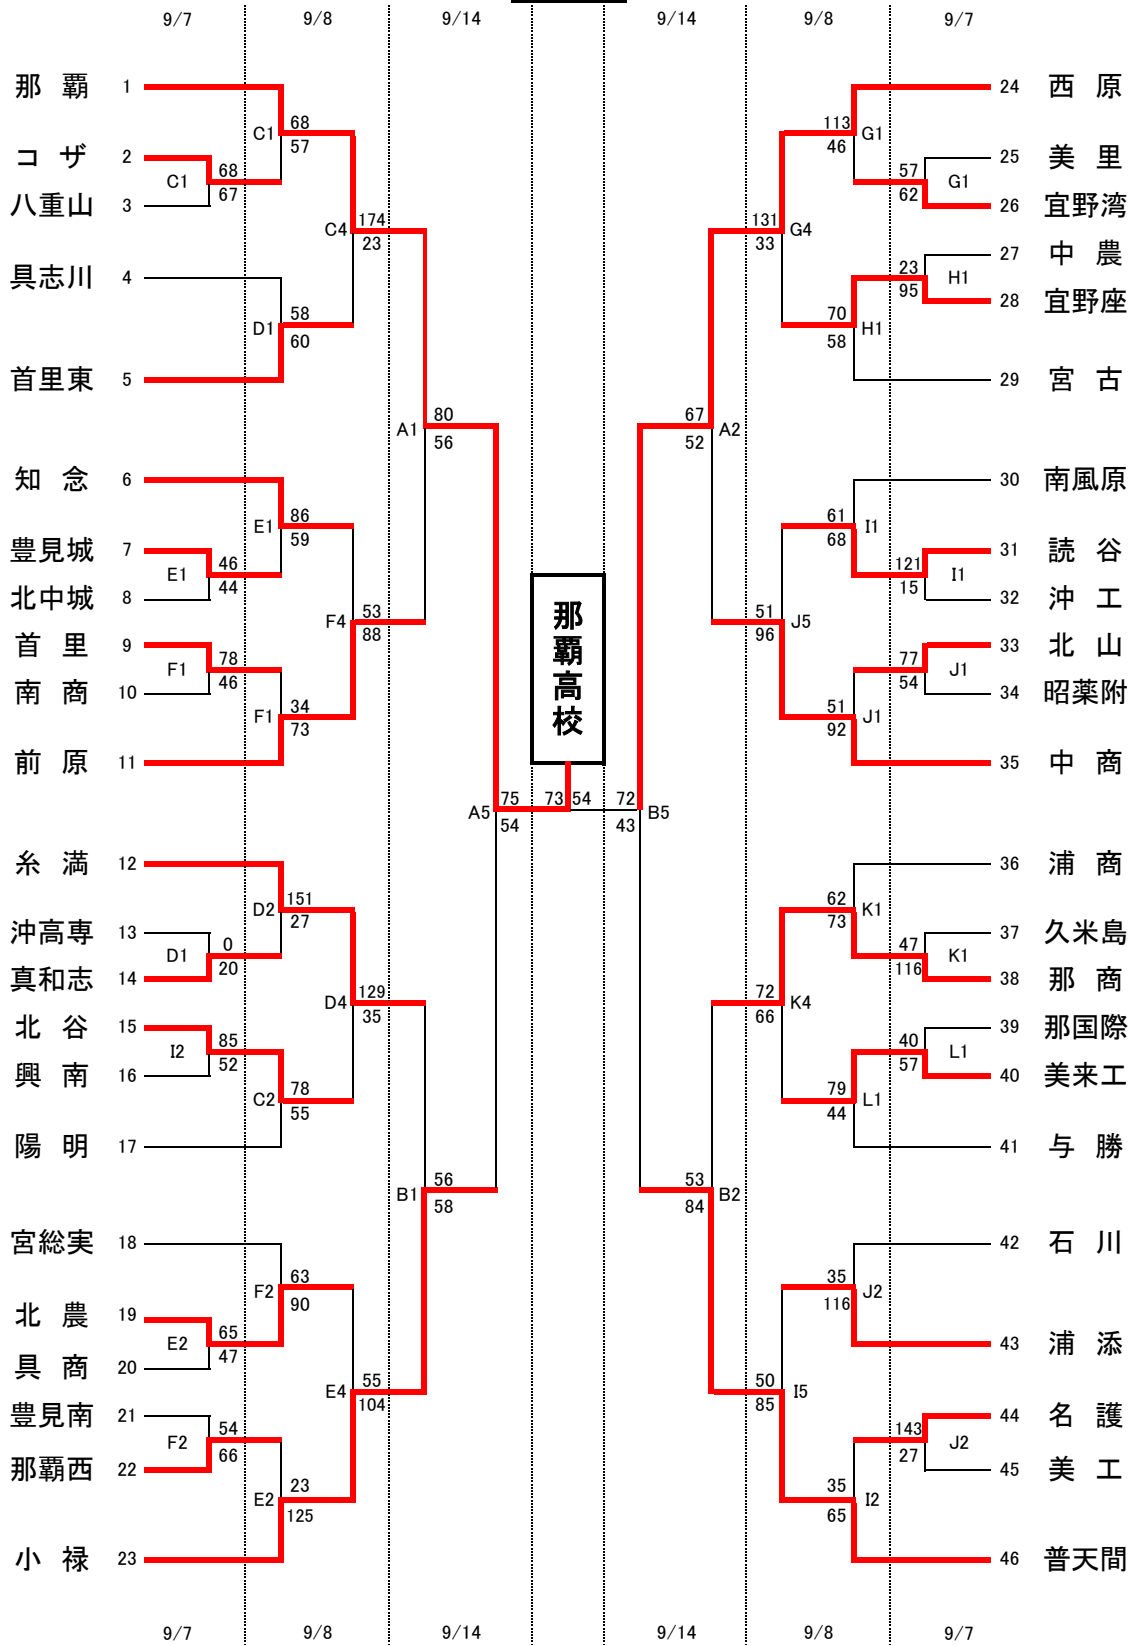 9/7 9/8 9/14 9/14 9/8 9/7
那 覇 1 24 西 原
C1 68 57 113 46 G1
コ ザ 2 25 美 里
C1 68 67 57 62 G1
八重山 3 26 宜野湾
C4 174 23 131 33 G4
具志川 4 27 中 農
23 95 H1
28 宜野座
D1 58 60 70 58 H1
首里東 5 29 宮 古
A1 80 56 67 52 A2
知 念 6 30 南風原
E1 86 59 61 68 I1
豊見城 7 31 読 谷
E1 46 44 121 15 I1
北中城 8 32 沖 工
F4 53 88 51 96 J5
首 里 9 33 北 山
F1 78 46 77 54 J1
南 商 10 34 昭薬附
F1 34 73 51 92 J1
前 原 11 35 中 商
那覇高校
A5 75 54 73 54 72 43 B5
糸 満 12 36 浦 商
D2 151 27 62 73 K1
沖高専 13 37 久米島
D1 0 20 47 116 K1
真和志 14 38 那 商
D4 129 35 72 66 K4
北 谷 15 39 那国際
I2 85 52 40 57 L1
興 南 16 40 美来工
C2 78 55 79 44 L1
陽 明 17 41 与 勝
B1 56 58 53 84 B2
宮総実 18 42 石 川
F2 63 90 35 116 J2
北 農 19
E2 65 47 43 浦 添
具 商 20
E4 55 104 50 85 I5
豊見南 21 44 名 護
F2 54 66 143 27 J2
那覇西 22 45 美 工
E2 23 125 35 65 I2
小 禄 23 46 普天間
9/7 9/8 9/14 9/14 9/8 9/7